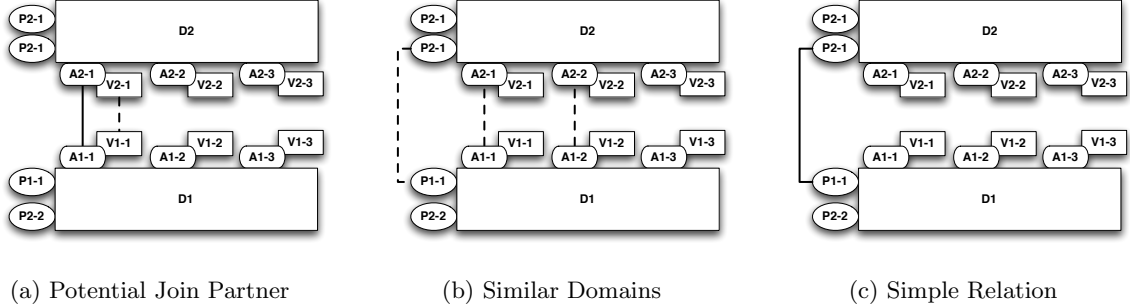 P2-1
D2
P2-1
A2-1
V2-1
A2-2
V2-2
A2-3
V2-3
V1-1
V1-2
V1-3
A1-1
A1-2
A1-3
P1-1
D1
P2-2
(a) Potential Join Partner
P2-1
D2
P2-1
A2-1
V2-1
A2-2
V2-2
A2-3
V2-3
V1-1
V1-2
V1-3
A1-1
A1-2
A1-3
P1-1
D1
P2-2
(b) Similar Domains
P2-1
D2
P2-1
A2-1
V2-1
A2-2
V2-2
A2-3
V2-3
V1-1
V1-2
V1-3
A1-1
A1-2
A1-3
P1-1
D1
P2-2
(c) Simple Relation